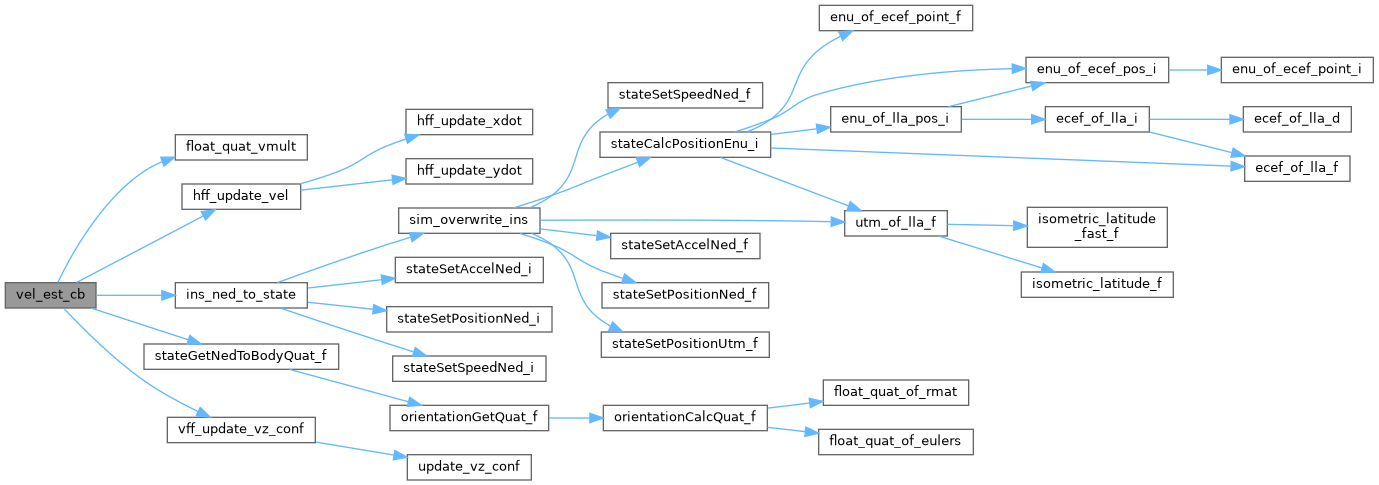 enu_of_ecef_point_f
enu_of_ecef_pos_i
enu_of_ecef_point_i
stateSetSpeedNed_f
hff_update_xdot
enu_of_lla_pos_i
ecef_of_lla_i
ecef_of_lla_d
float_quat_vmult
stateCalcPositionEnu_i
hff_update_ydot
ecef_of_lla_f
hff_update_vel
sim_overwrite_ins
utm_of_lla_f
isometric_latitude
_fast_f
stateSetAccelNed_f
stateSetAccelNed_i
isometric_latitude_f
vel_est_cb
ins_ned_to_state
stateSetPositionNed_f
stateSetPositionNed_i
stateSetPositionUtm_f
stateGetNedToBodyQuat_f
stateSetSpeedNed_i
float_quat_of_rmat
orientationGetQuat_f
orientationCalcQuat_f
vff_update_vz_conf
float_quat_of_eulers
update_vz_conf